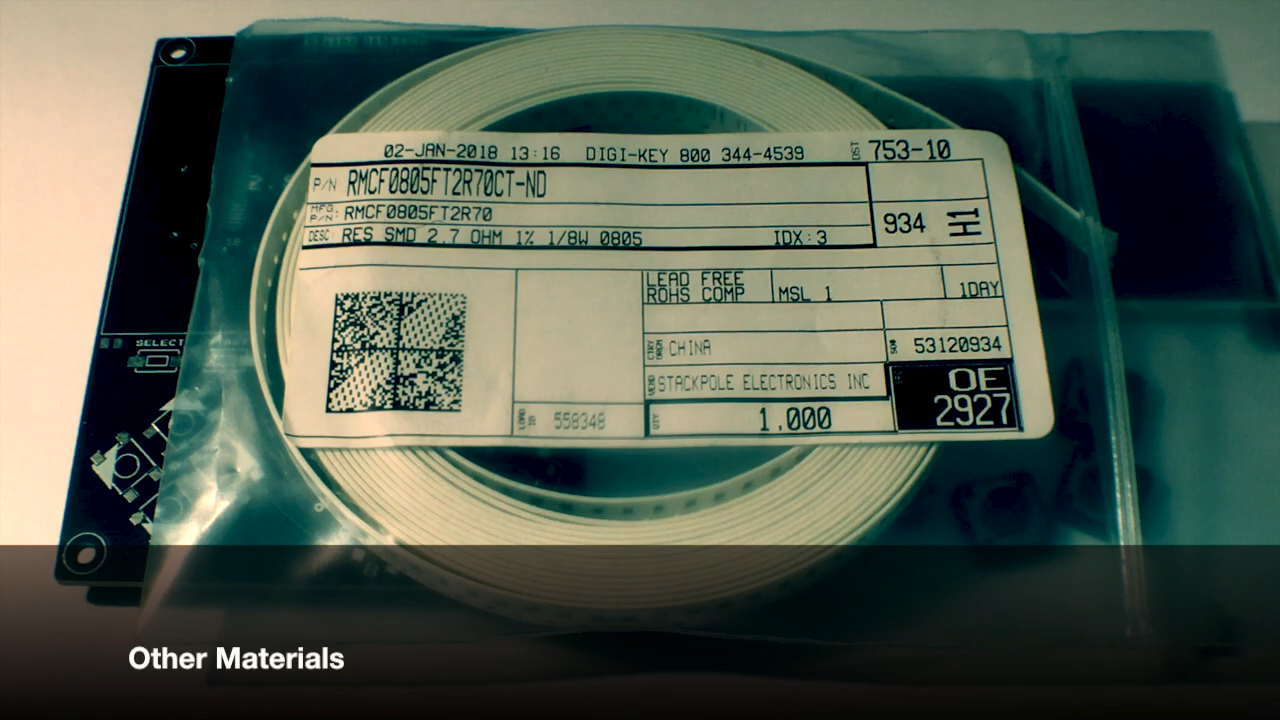 02-JAN-2018 13:16 DIGI-KEY 800 344-4539 753-10
P/N RMCF0805FT2R70CT-ND
MFG. P/N: RMCF0805FT2R70
934 H1
DESC: RES SMD 2.7 OHM 1% 1/8W 0805 IDX:3
LEAD FREE
ROHS COMP
MSL 1
1DAY
SELECT
CHINA
53120934
STACKPOLE ELECTRONICS INC
OE
2927
558348
1,000
Other Materials